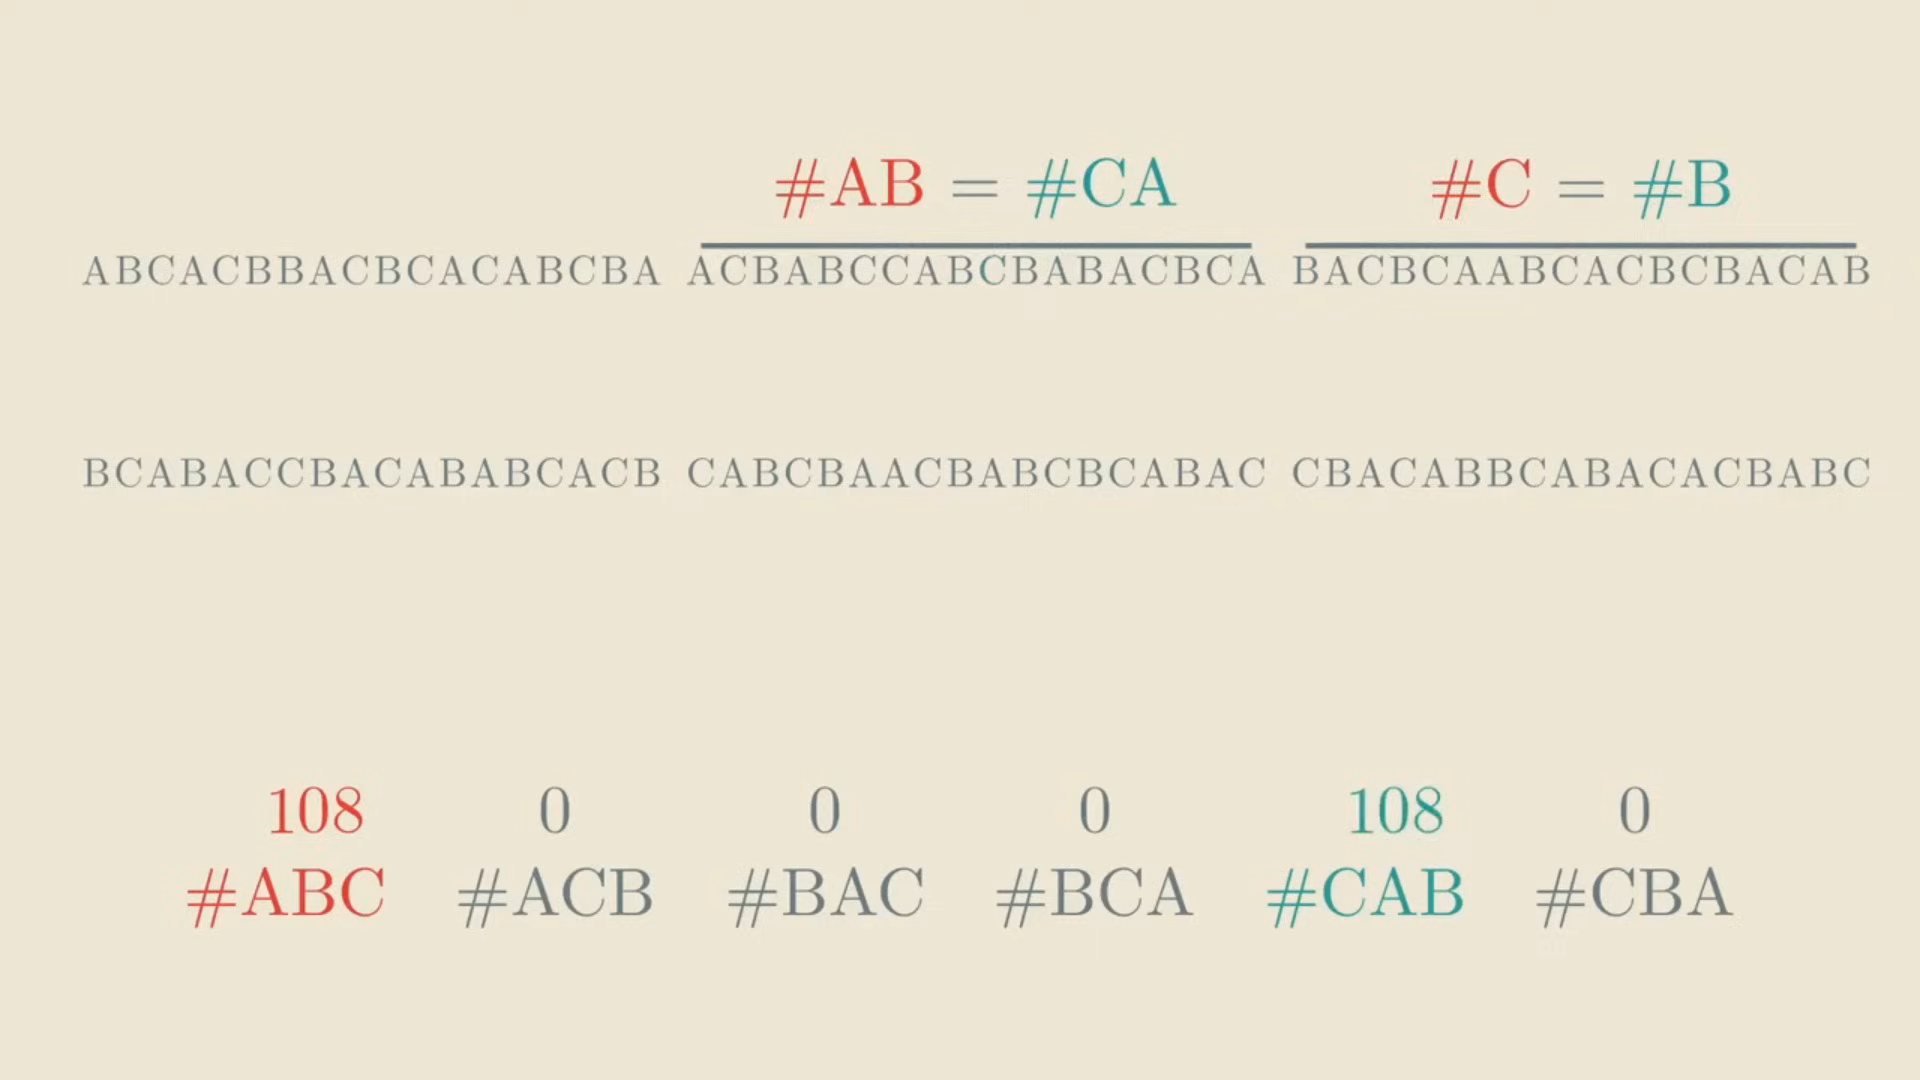 #AB = #CA #C = #B
ABCACBBACBCACABCBA ACBABCCABCBABACBCA BACBCAABCACBCBACAB
BCABACCBACABABCACB CABCBAACBABCBCABAC CBACABBCABACACBABC
108 0 0 0 108 0
#ABC #ACB #BAC #BCA #CAB #CBA